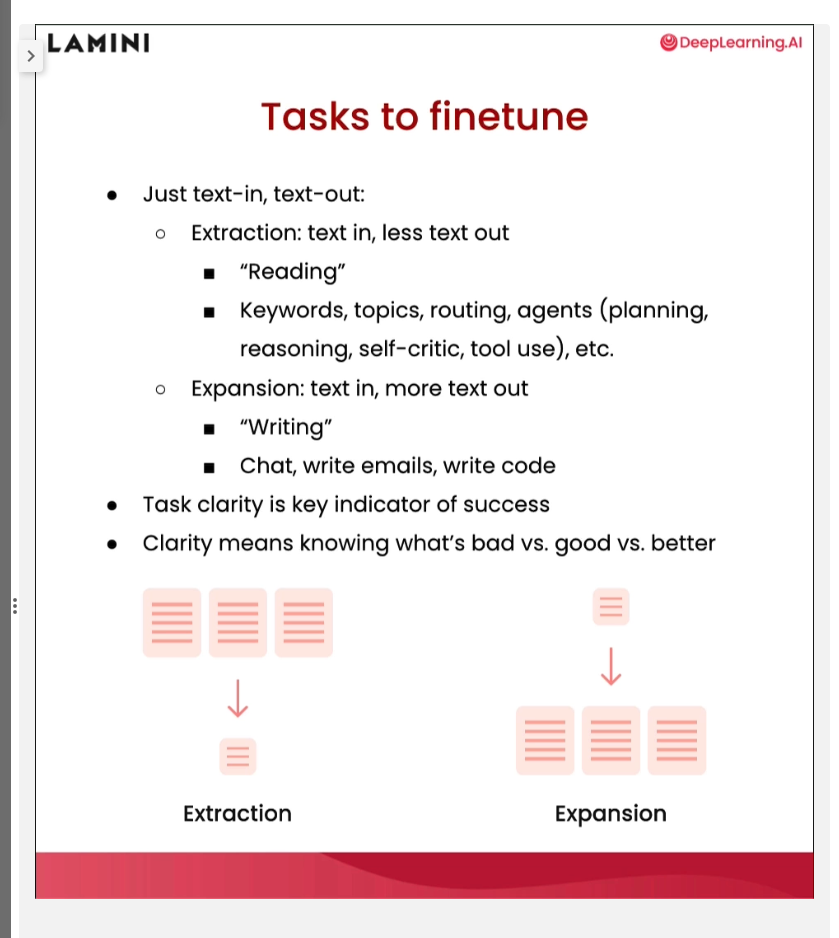 LAMINI
DeepLearning.AI
Tasks to finetune
● Just text-in, text-out:
○ Extraction: text in, less text out
■ “Reading”
■ Keywords, topics, routing, agents (planning,
reasoning, self-critic, tool use), etc.
○ Expansion: text in, more text out
■ “Writing”
■ Chat, write emails, write code
● Task clarity is key indicator of success
● Clarity means knowing what’s bad vs. good vs. better
Extraction
Expansion